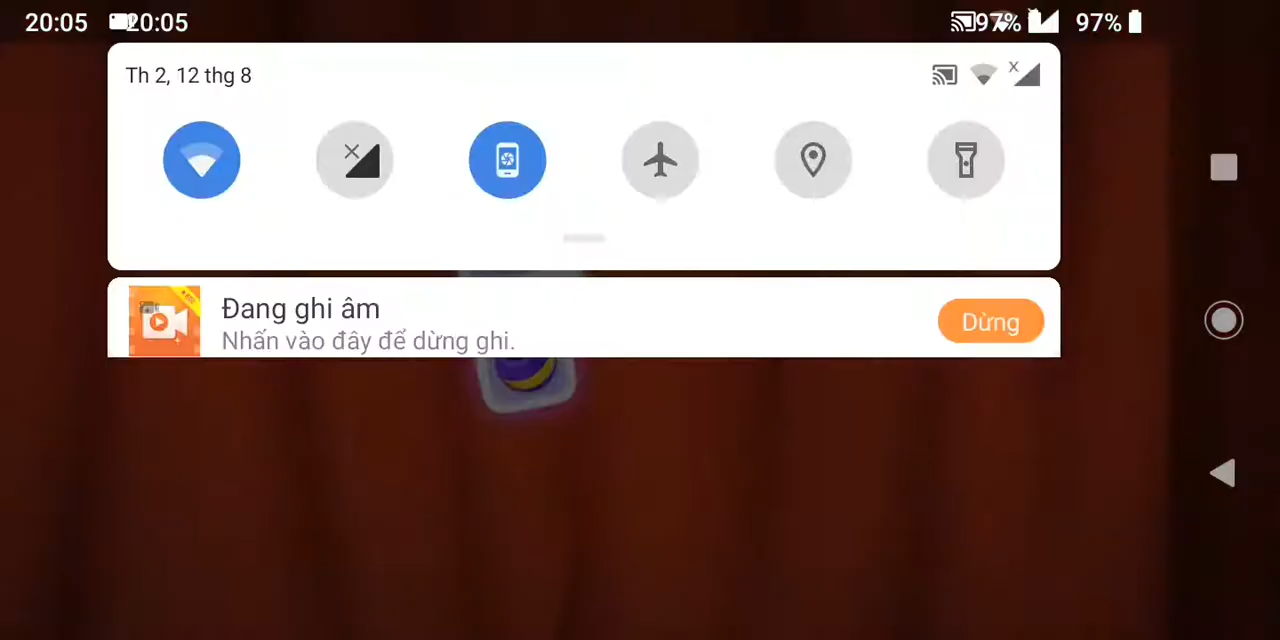 20:05
20:05
97%
97%
Th 2, 12 thg 8
Đang ghi âm
Nhấn vào đây để dừng ghi.
Dừng